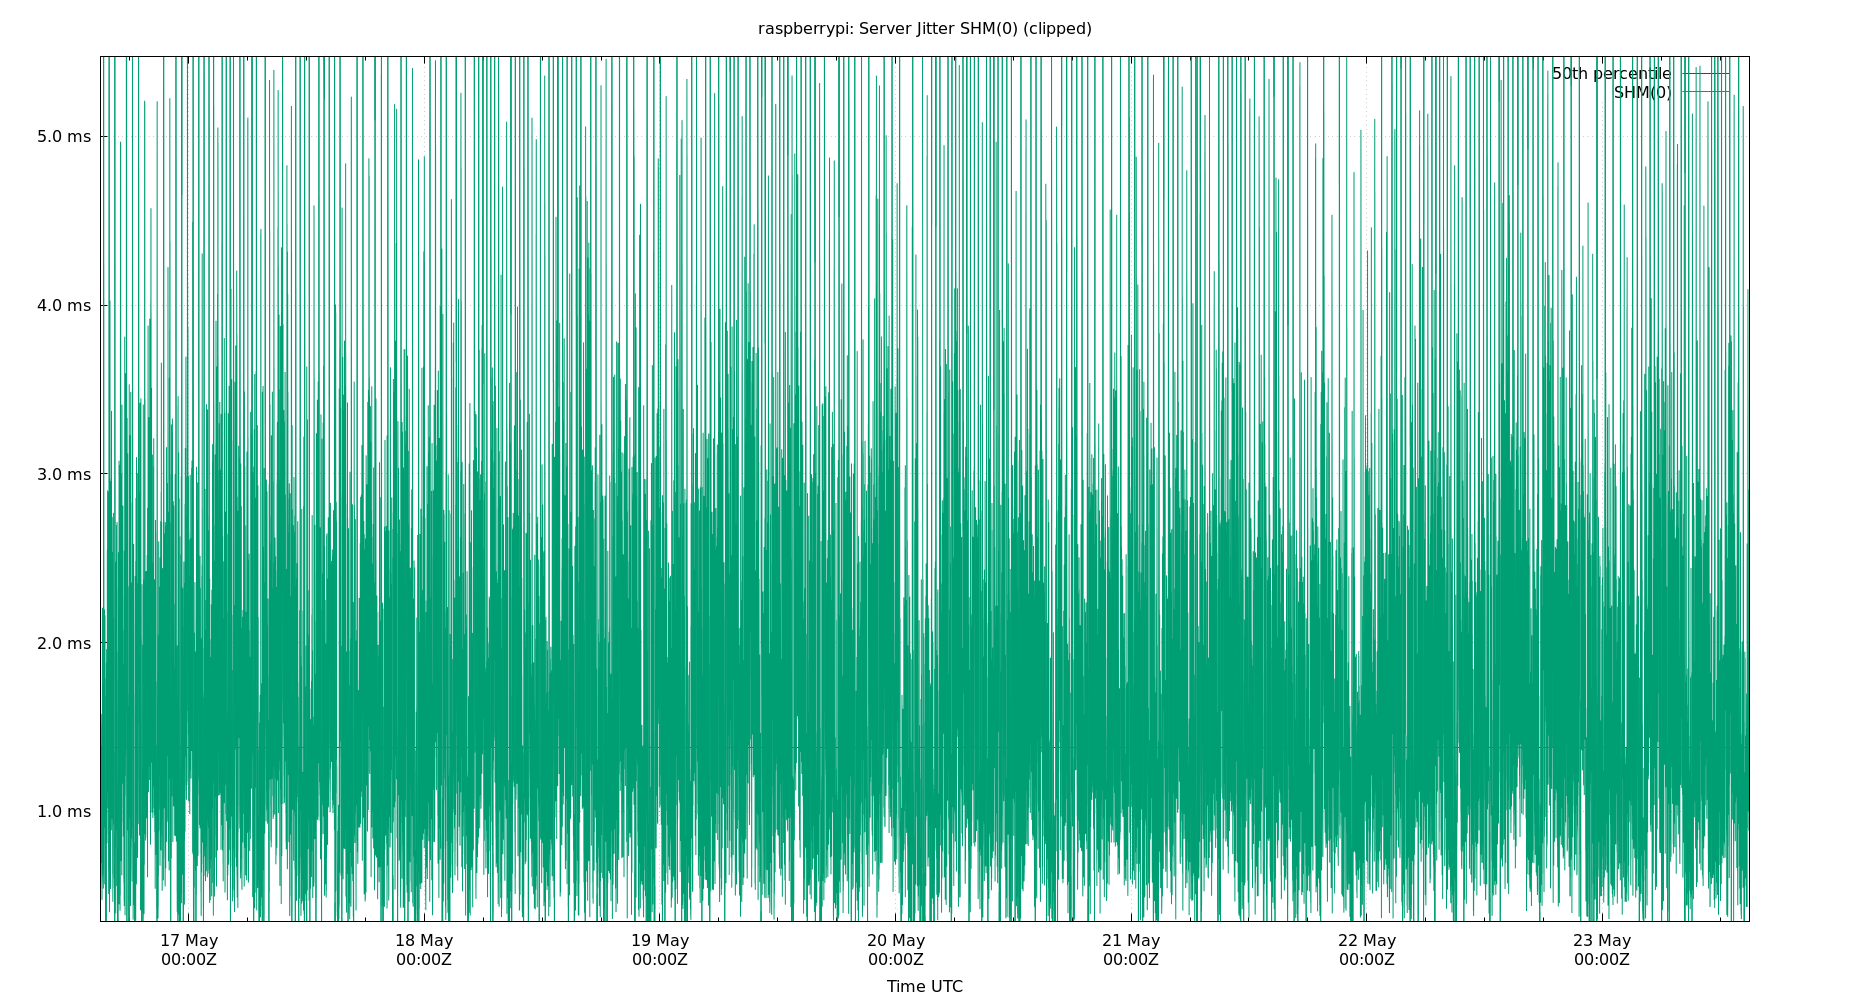 raspberrypi: Server Jitter SHM(0) (clipped)
50th percentile
SHM(0)
5.0 ms
4.0 ms
3.0 ms
2.0 ms
1.0 ms
17 May 18 May 19 May 20 May 21 May 22 May 23 May
00:00Z 00:00Z 00:00Z 00:00Z 00:00Z 00:00Z 00:00Z
Time UTC